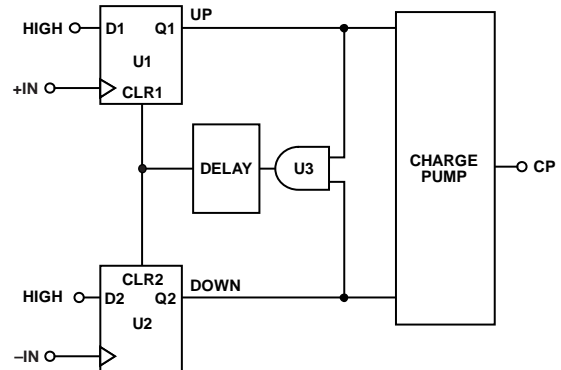 UP
HIGH D1 Q1
U1
+IN
CLR1
DELAY U3 CHARGE PUMP CP
CLR2
DOWN
HIGH D2 Q2
U2
–IN